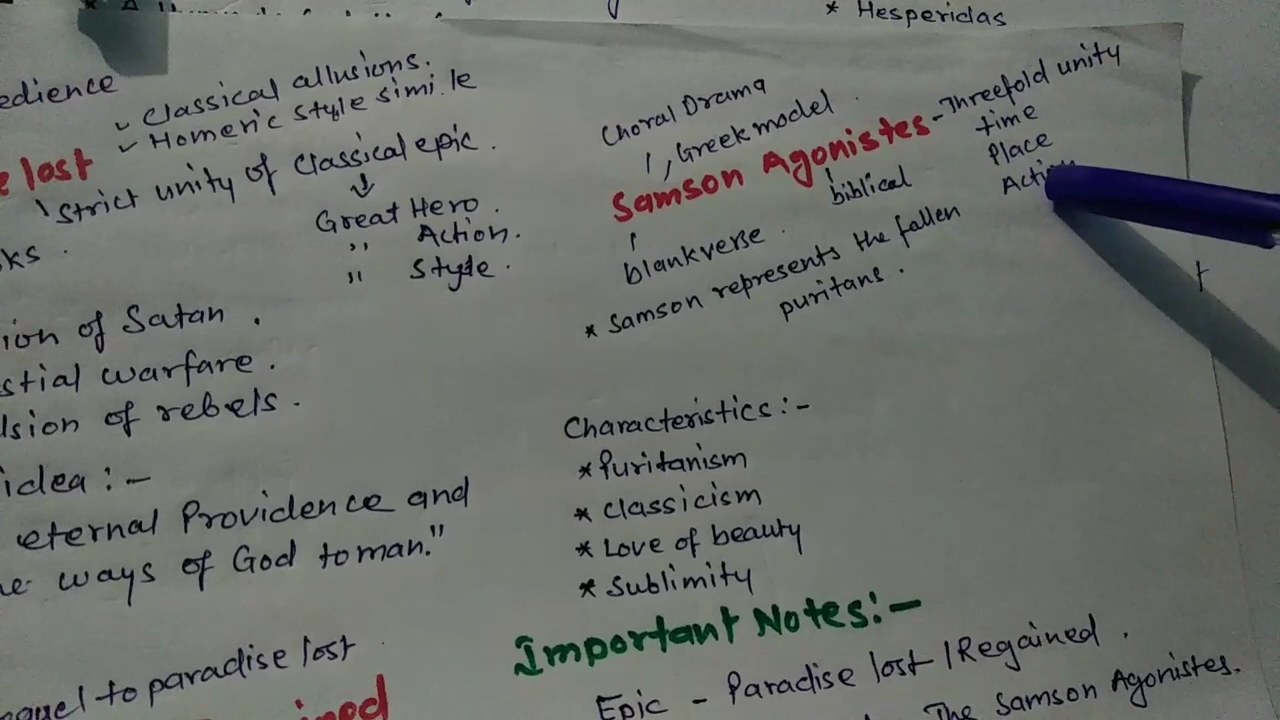 * Hesperidas
edience
✓ Classical allusions.
✓ Homeric style simile
e lost
Strict unity of Classical epic.
Great Hero.
,, Action.
,, Style.
ks.
ion of Satan.
stial warfare.
lsion of rebels.
idea :-
eternal Providence and
ways of God to man."
to paradise lost
Choral Drama
Greek model
Samson Agonistes - Threefold unity
time
Place
biblical
blankverse.
* Samson represents the fallen
puritans.
Characteristics :-
* Puritanism
* Classicism
* Love of beauty
* Sublimity
Important Notes :-
Epic - Paradise lost / Regained.
The Samson Agonistes.